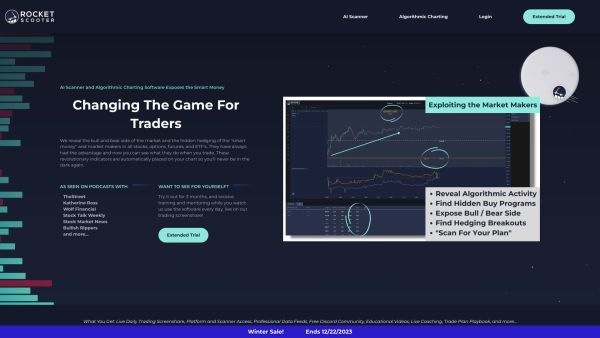 ROCKET
SCOOTER
AI Scanner
Algorithmic Charting
Login
Extended Trial
AI Scanner and Algorithmic Charting Software Exposes the Smart Money
Changing The Game For
Traders
We reveal the bull and bear side of the market and the hidden hedging of the "smart
money" and market makers in all stocks, options, futures, and ETF's. They have always
had the advantage and now you can see what they do when you trade. These
revolutionary indicators are automatically placed on your chart so you'll never be in the
dark again.
AS SEEN ON PODCASTS WITH
TheStreet
Katherine Ross
Wolf Financial
Stock Talk Weekly
Stock Market News
Bullish Rippers
and more...
WANT TO SEE FOR YOURSELF?
Try it out for 3 months, and receive
training and mentoring while you watch
us use the software every day, live on our
trading screenshare!
Extended Trial
Exploiting the Market Makers
• Reveal Algorithmic Activity
• Find Hidden Buy Programs
• Expose Bull / Bear Side
• Find Hedging Breakouts
• "Scan For Your Plan"
What You Get: Live Daily Trading Screenshare, Platform and Scanner Access, Professional Data Feeds, Free Discord Community, Educational Videos, Live Coaching, Trade Plan Playbook, and more...
Winter Sale!
Ends 12/22/2023